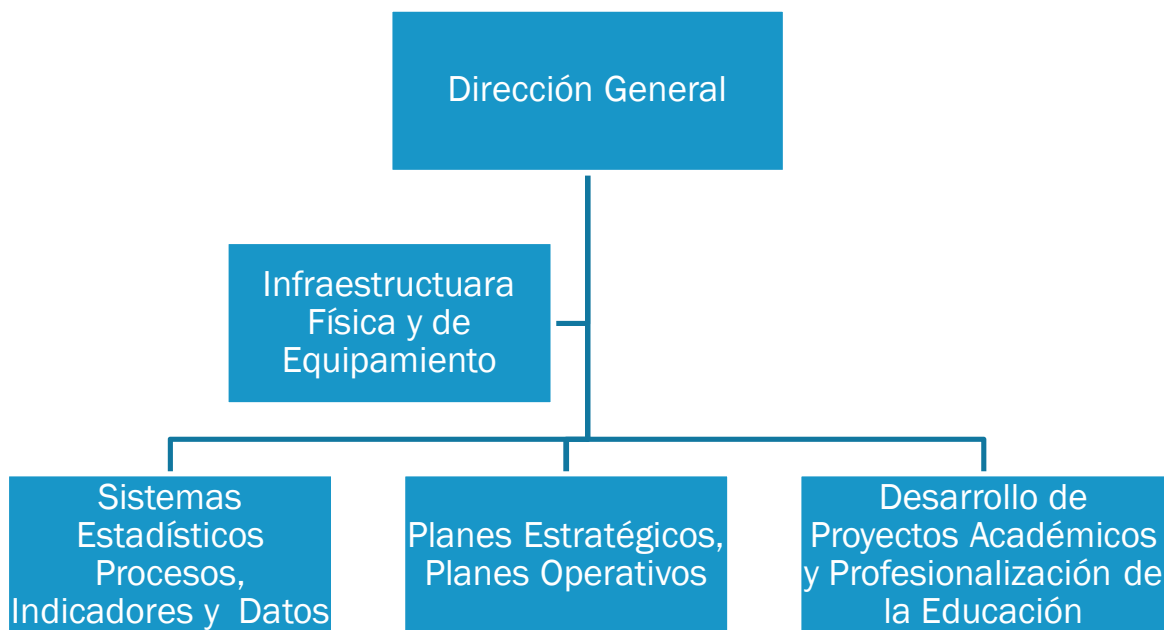 Dirección General
Infraestructuara
Física y de
Equipamiento
Sistemas
Estadísticos
Procesos,
Indicadores y  Datos
Planes Estratégicos,
Planes Operativos
Desarrollo de
Proyectos Académicos
y Profesionalización de
la Educación